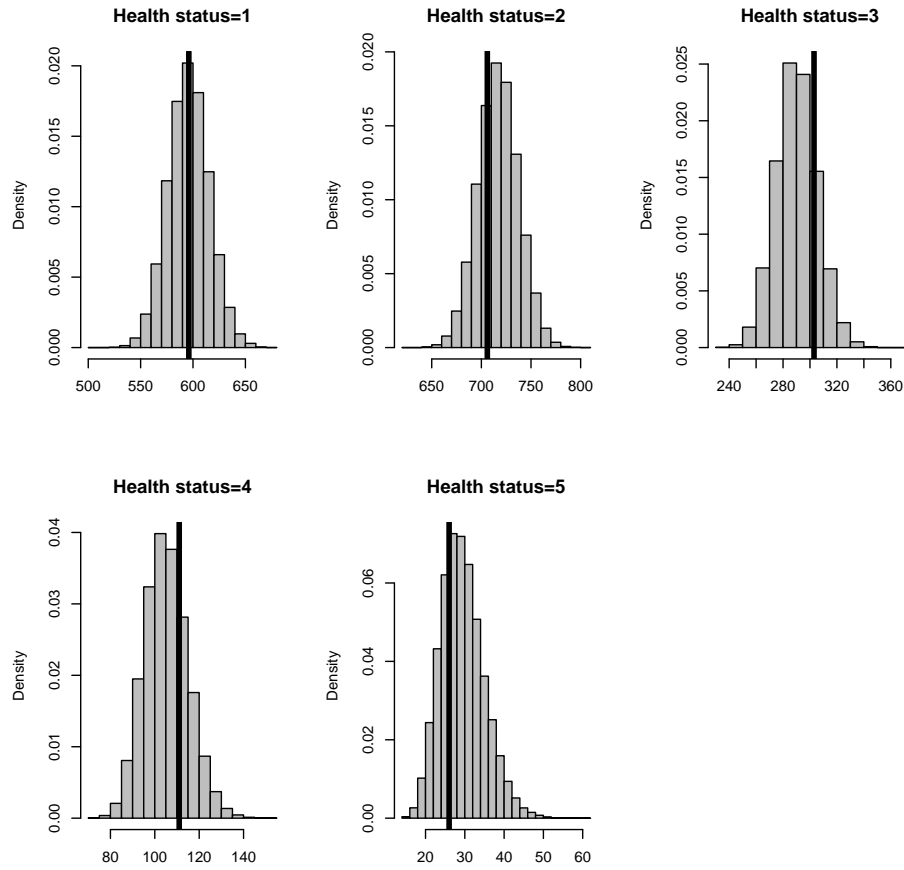 Health status=1
Density
0.000 0.005 0.010 0.015 0.020
500 550 600 650
Health status=2
Density
0.000 0.005 0.010 0.015 0.020
650 700 750 800
Health status=3
Density
0.000 0.005 0.010 0.015 0.020 0.025
240 280 320 360
Health status=4
Density
0.00 0.01 0.02 0.03 0.04
80 100 120 140
Health status=5
Density
0.00 0.02 0.04 0.06
20 30 40 50 60